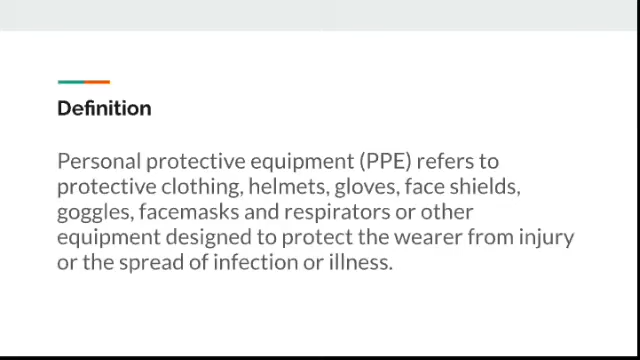 Definition
Personal protective equipment (PPE) refers to
protective clothing, helmets, gloves, face shields,
goggles, facemasks and respirators or other
equipment designed to protect the wearer from injury
or the spread of infection or illness.